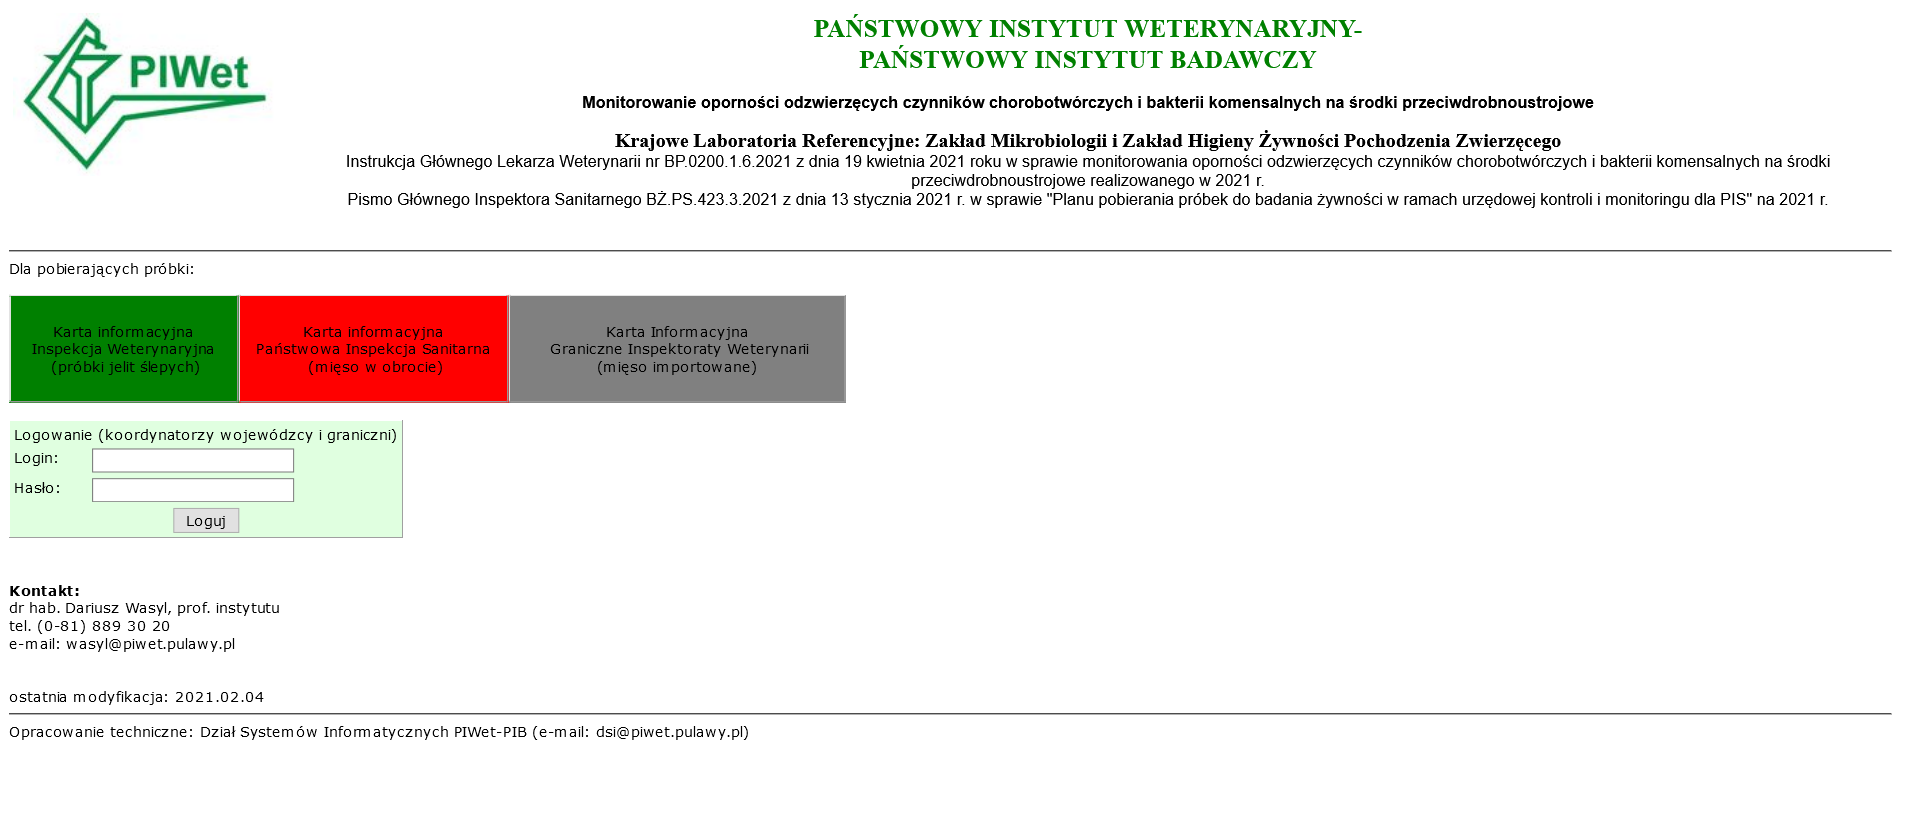 PIWet
PAŃSTWOWY INSTYTUT WETERYNARYJNY-
PAŃSTWOWY INSTYTUT BADAWCZY
Monitorowanie oporności odzwierzęcych czynników chorobotwórczych i bakterii komensalnych na środki przeciwdrobnoustrojowe
Krajowe Laboratoria Referencyjne: Zakład Mikrobiologii i Zakład Higieny Żywności Pochodzenia Zwierzęcego
Instrukcja Głównego Lekarza Weterynarii nr BP.0200.1.6.2021 z dnia 19 kwietnia 2021 roku w sprawie monitorowania oporności odzwierzęcych czynników chorobotwórczych i bakterii komensalnych na środki
przeciwdrobnoustrojowe realizowanego w 2021 r.
Pismo Głównego Inspektora Sanitarnego BŻ.PS.423.3.2021 z dnia 13 stycznia 2021 r. w sprawie "Planu pobierania próbek do badania żywności w ramach urzędowej kontroli i monitoringu dla PIS" na 2021 r.
Dla pobierających próbki:
Karta informacyjna
Inspekcja Weterynaryjna
(próbki jelit ślepych)
Karta informacyjna
Państwowa Inspekcja Sanitarna
(mięso w obrocie)
Karta Informacyjna
Graniczne Inspektoraty Weterynarii
(mięso importowane)
Logowanie (koordynatorzy wojewódzcy i graniczni)
Login:
Hasło:
Loguj
Kontakt:
dr hab. Dariusz Wasyl, prof. instytutu
tel. (0-81) 889 30 20
e-mail: wasyl@piwet.pulawy.pl
ostatnia modyfikacja: 2021.02.04
Opracowanie techniczne: Dział Systemów Informatycznych PIWet-PIB (e-mail: dsi@piwet.pulawy.pl)